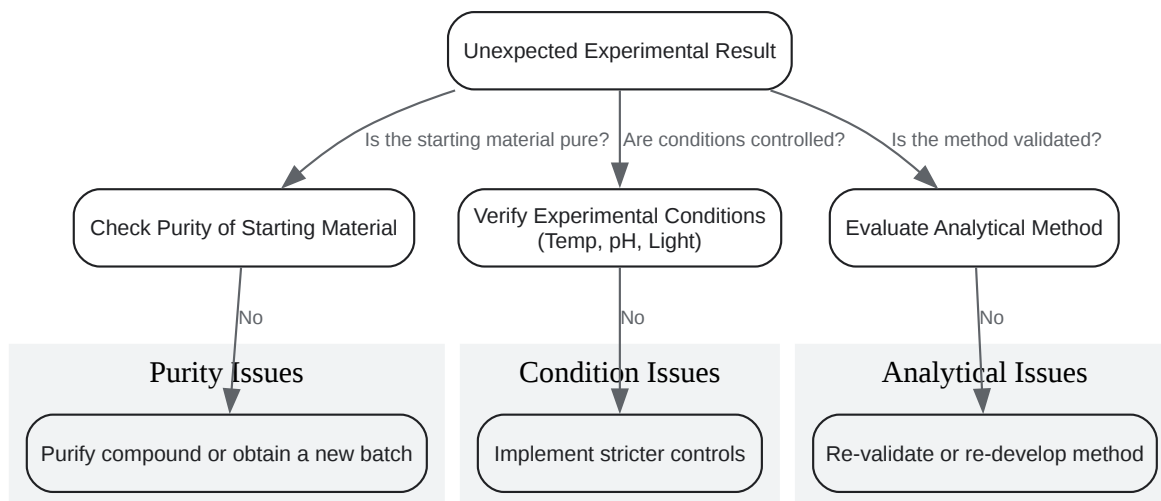 Unexpected Experimental Result
Is the starting material pure?
Are conditions controlled?
Is the method validated?
Check Purity of Starting Material
Verify Experimental Conditions
(Temp, pH, Light)
Evaluate Analytical Method
No
No
No
Purity Issues
Condition Issues
Analytical Issues
Purify compound or obtain a new batch
Implement stricter controls
Re-validate or re-develop method